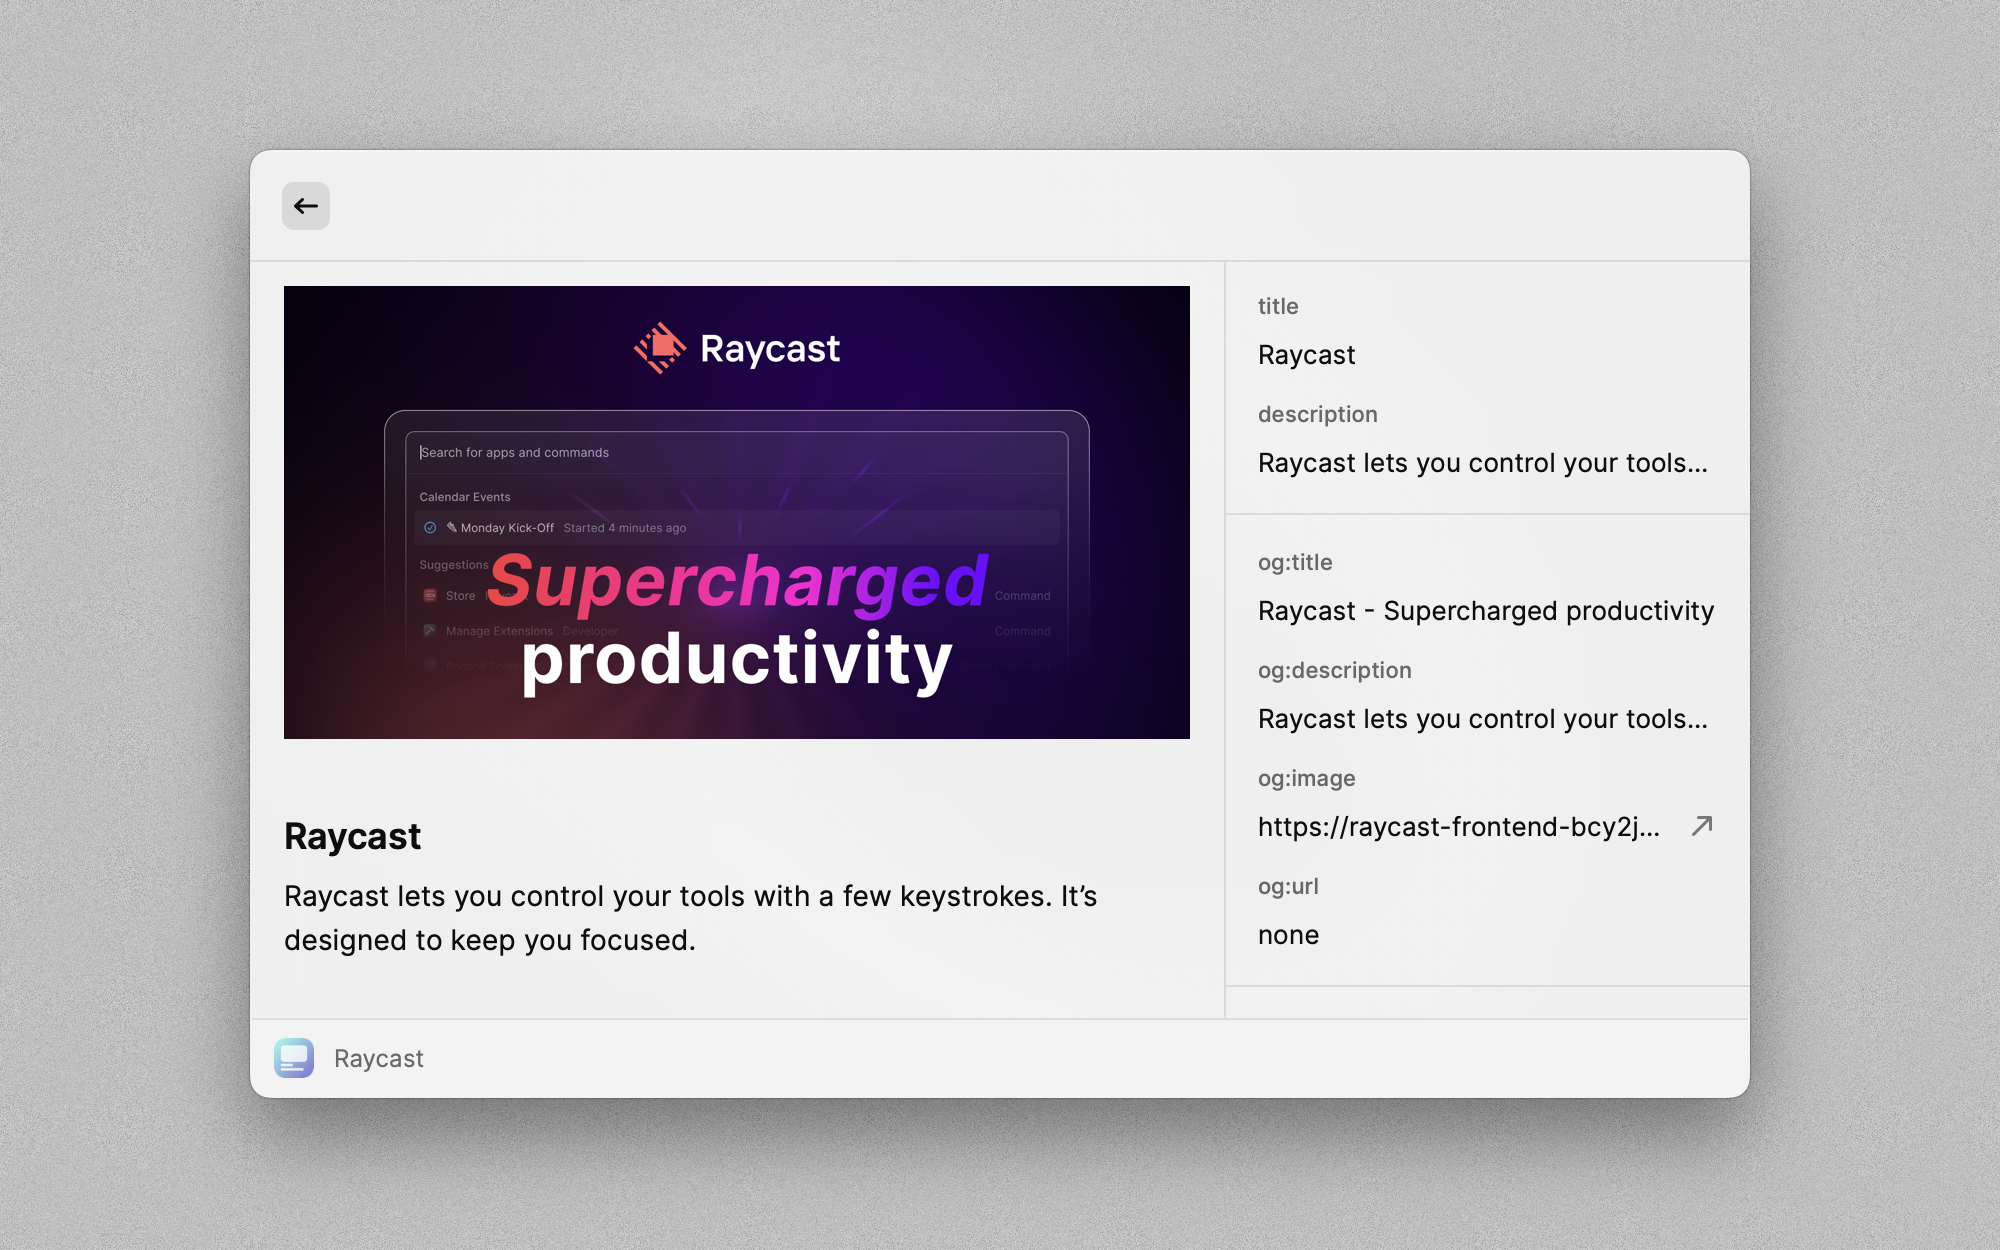 Raycast
Search for apps and commands
Calendar Events
Monday Kick-Off Started 4 minutes ago
Suggestions
Store Command
Supercharged
Manage Extensions Developer Command
productivity
Raycast
Raycast lets you control your tools with a few keystrokes. It’s
designed to keep you focused.
title
Raycast
description
Raycast lets you control your tools...
og:title
Raycast - Supercharged productivity
og:description
Raycast lets you control your tools...
og:image
https://raycast-frontend-bcy2j...
og:url
none
Raycast